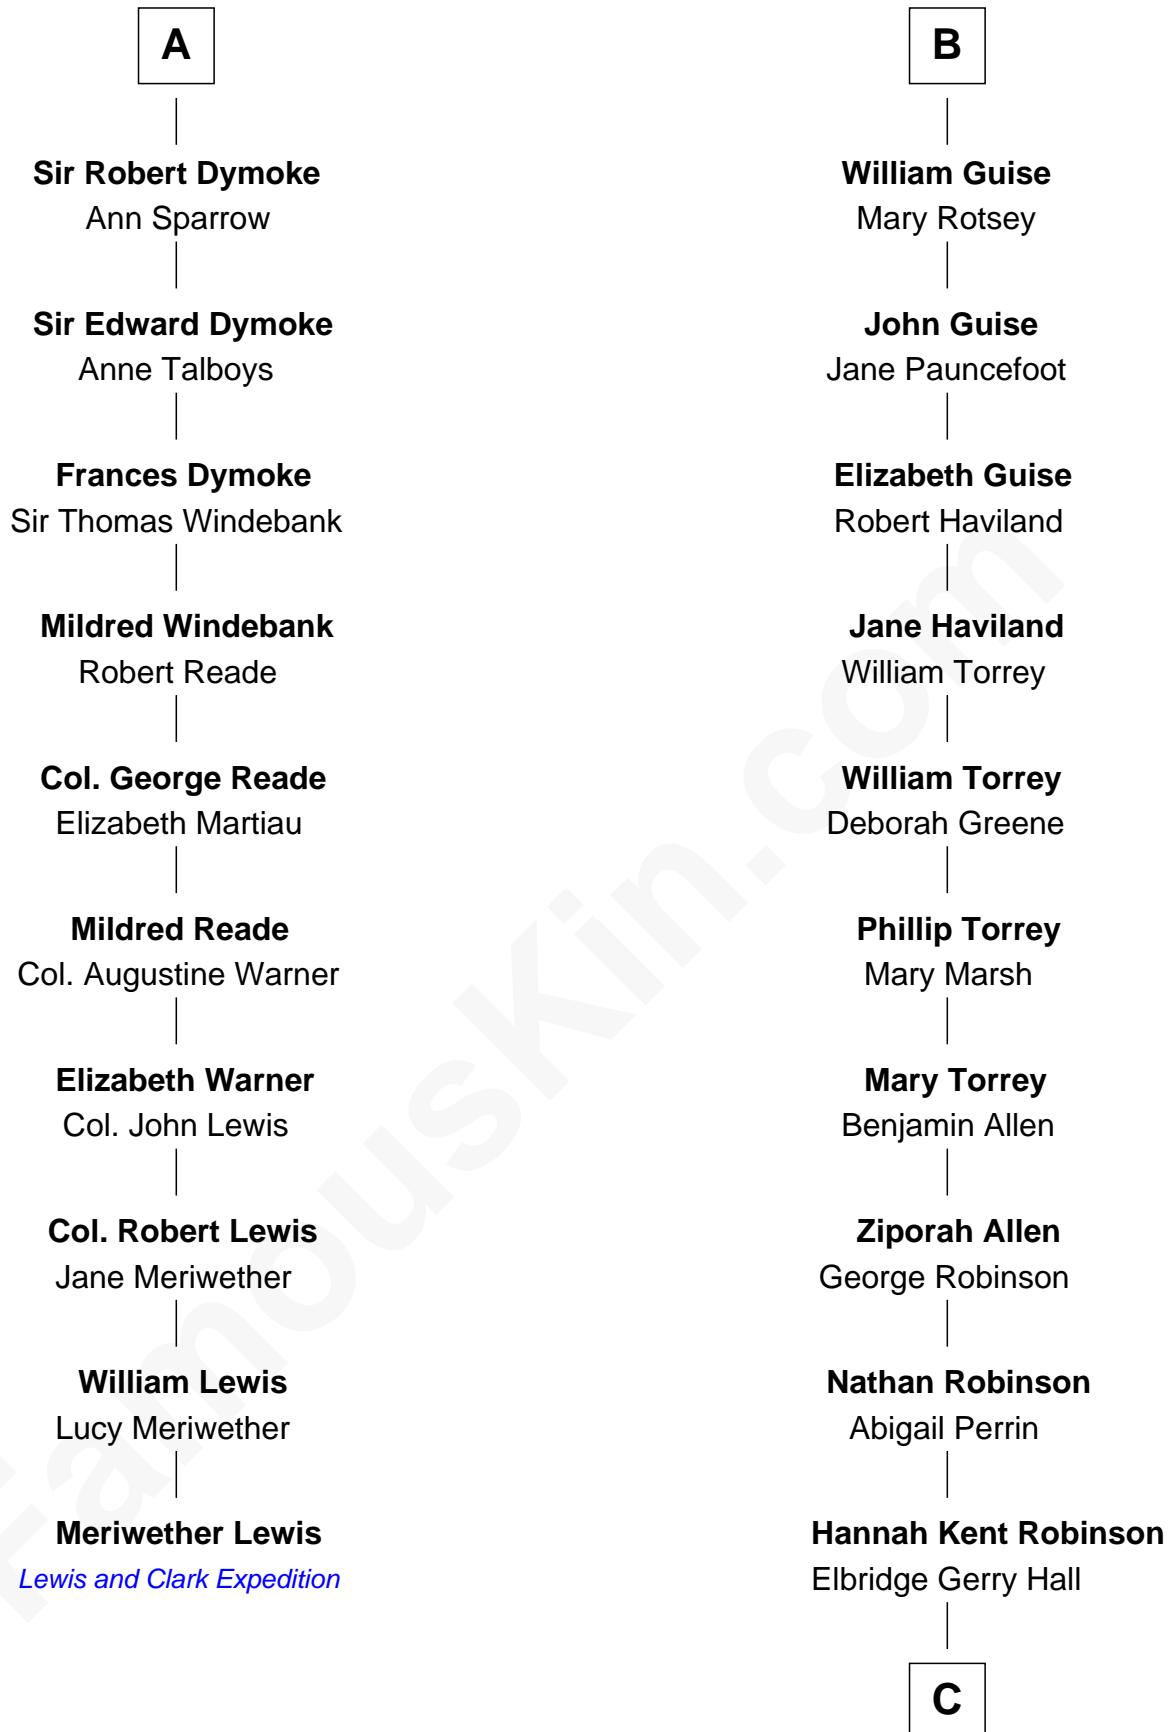 A
Sir Robert Dymoke
Ann Sparrow
Sir Edward Dymoke
Anne Talboys
Frances Dymoke
Sir Thomas Windebank
Mildred Windebank
Robert Reade
Col. George Reade
Elizabeth Martiau
Mildred Reade
Col. Augustine Warner
Elizabeth Warner
Col. John Lewis
Col. Robert Lewis
Jane Meriwether
William Lewis
Lucy Meriwether
Meriwether Lewis
Lewis and Clark Expedition
B
William Guise
Mary Rotsey
John Guise
Jane Pauncefoot
Elizabeth Guise
Robert Haviland
Jane Haviland
William Torrey
William Torrey
Deborah Greene
Phillip Torrey
Mary Marsh
Mary Torrey
Benjamin Allen
Ziporah Allen
George Robinson
Nathan Robinson
Abigail Perrin
Hannah Kent Robinson
Elbridge Gerry Hall
C
FamousKin.com